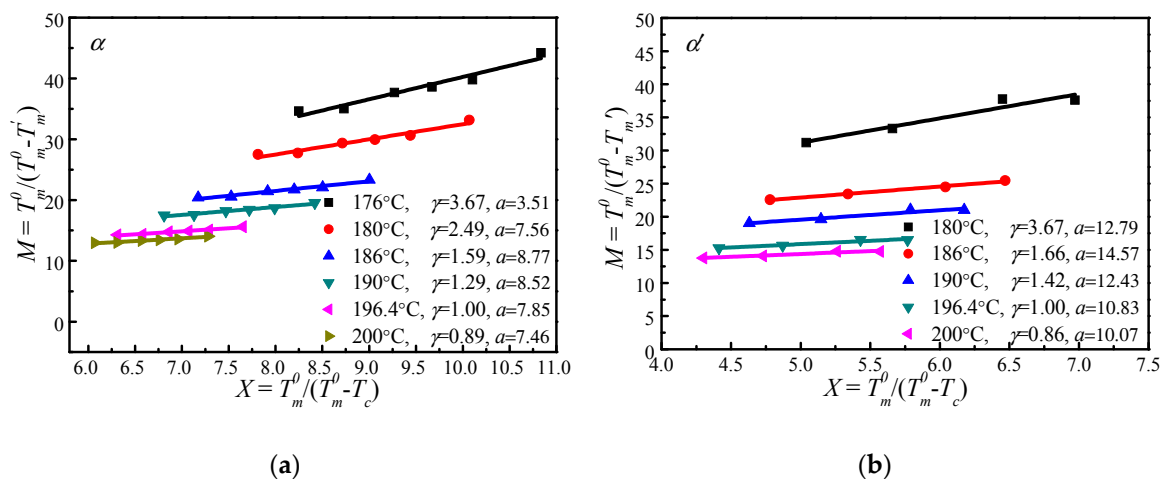 α
M = T⁰ₘ/(T⁰ₘ-T'ₘ)
50
40
30
20
10
0
176°C, γ=3.67, a=3.51
180°C, γ=2.49, a=7.56
186°C, γ=1.59, a=8.77
190°C, γ=1.29, a=8.52
196.4°C, γ=1.00, a=7.85
200°C, γ=0.89, a=7.46
6.0 6.5 7.0 7.5 8.0 8.5 9.0 9.5 10.0 10.5 11.0
X = T⁰ₘ/(T⁰ₘ-T_c)
(a)
α'
M = T⁰ₘ/(T⁰ₘ-Tₘ')
50
45
40
35
30
25
20
15
10
5
0
180°C, γ=3.67, a=12.79
186°C, γ=1.66, a=14.57
190°C, γ=1.42, a=12.43
196.4°C, γ=1.00, a=10.83
200°C, γ=0.86, a=10.07
4.0 4.5 5.0 5.5 6.0 6.5 7.0 7.5
X = T⁰ₘ/(T⁰ₘ-T_c)
(b)